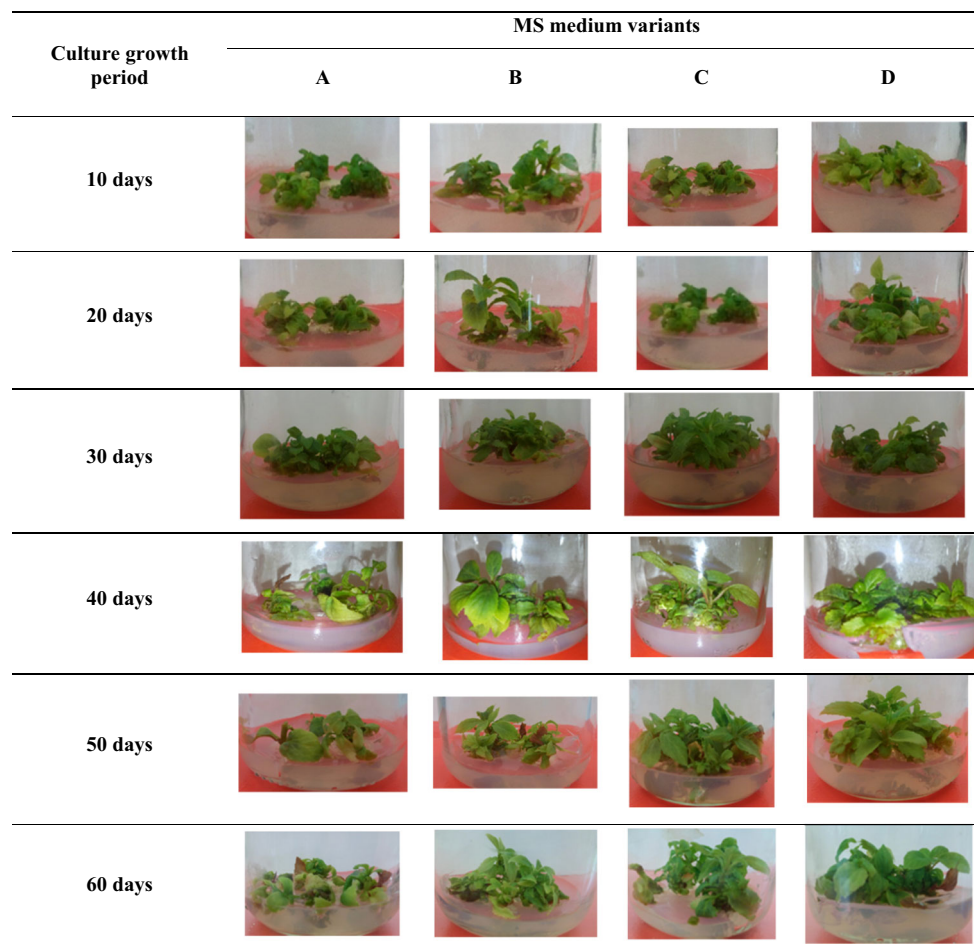 MS medium variants
Culture growth
period
A B C D
10 days
20 days
30 days
40 days
50 days
60 days